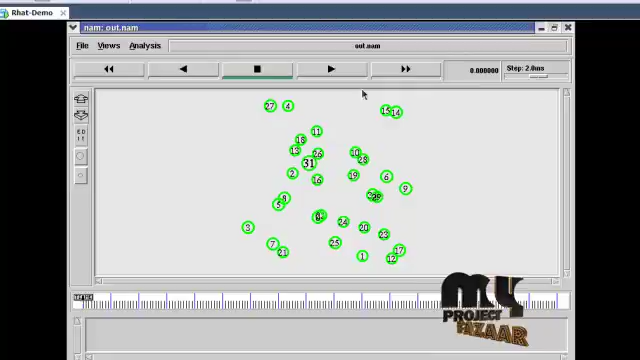 Rhat-Demo
nam: out.nam
File Views Analysis
out.nam
0.000000
Step: 2.0ms
27 4
15 14
11
18
13 26 10 28
31
2 16 19 6
9
8
5
3 24 20 23
7 25
21 1 17
12
MY
PROJECT
BAZAAR